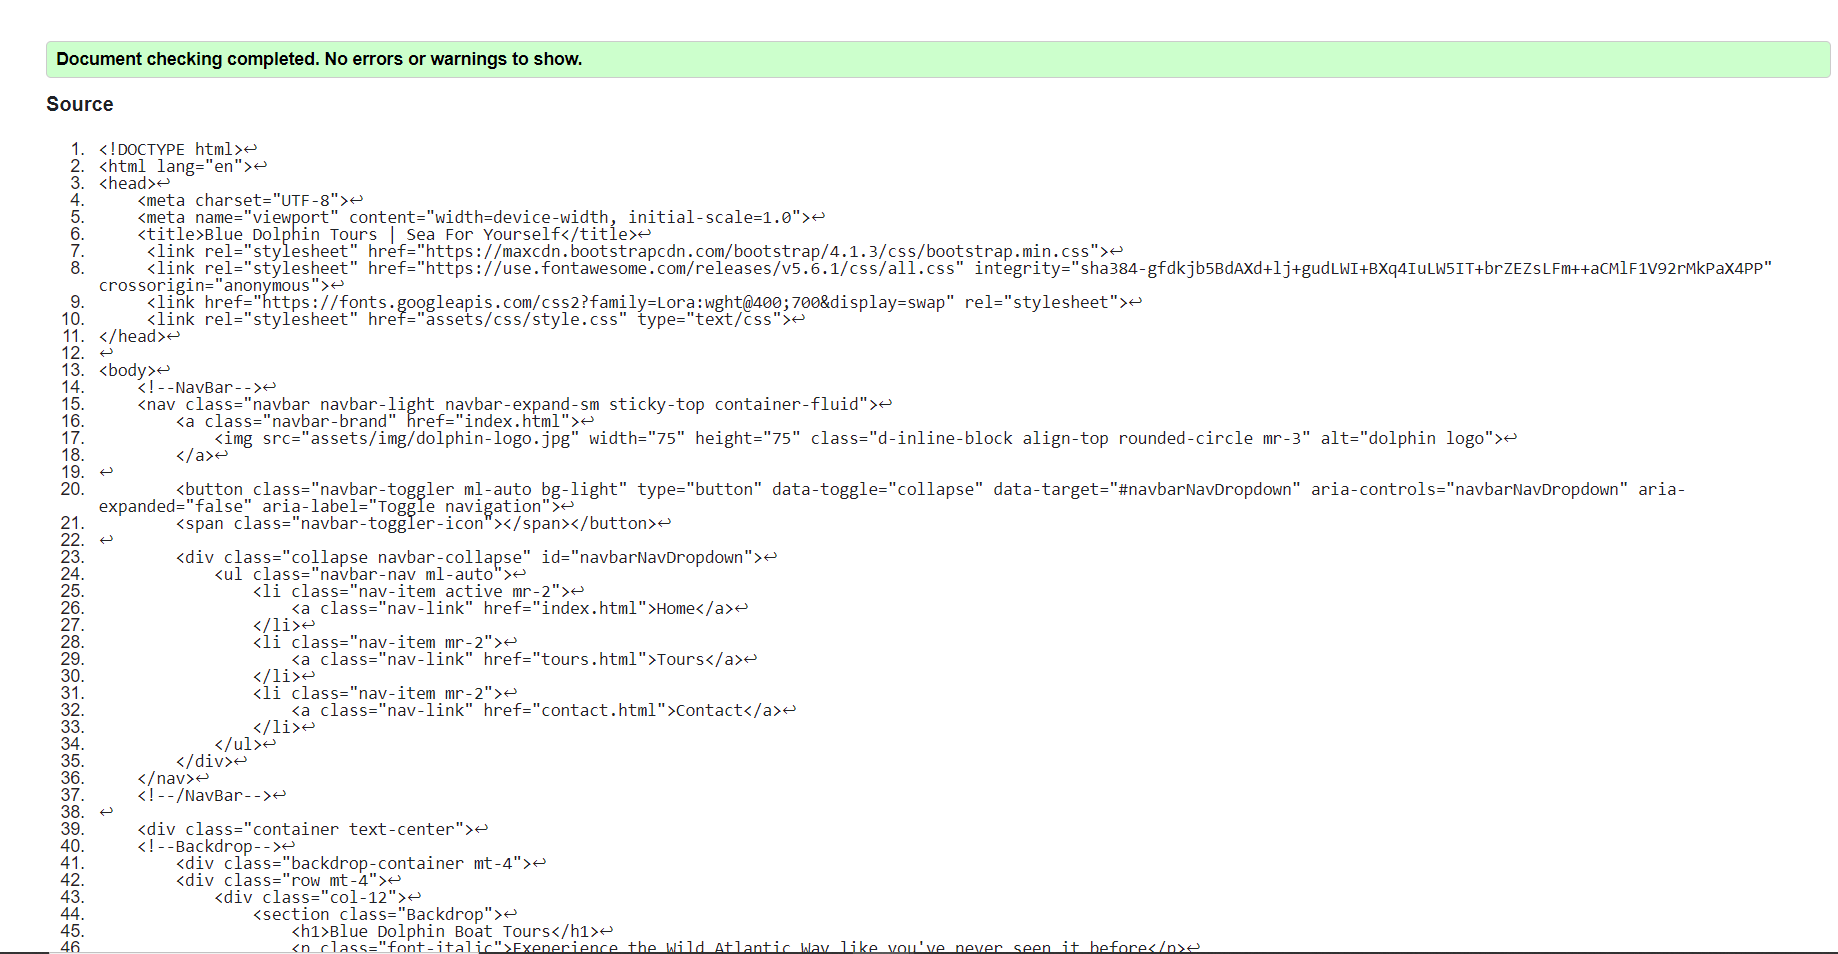 Document checking completed. No errors or warnings to show.
Source
1. <!DOCTYPE html>↩
2. <html lang="en">↩
3. <head>↩
4. <meta charset="UTF-8">↩
5. <meta name="viewport" content="width=device-width, initial-scale=1.0">↩
6. <title>Blue Dolphin Tours | Sea For Yourself</title>↩
7. <link rel="stylesheet" href="https://maxcdn.bootstrapcdn.com/bootstrap/4.1.3/css/bootstrap.min.css">↩
8. <link rel="stylesheet" href="https://use.fontawesome.com/releases/v5.6.1/css/all.css" integrity="sha384-gfdkjb5BdAXd+lj+gudLWI+BXq4IuLW5IT+brZEZsLFm++aCMlF1V92rMkPaX4PP"
crossorigin="anonymous">↩
9. <link href="https://fonts.googleapis.com/css2?family=Lora:wght@400;700&display=swap" rel="stylesheet">↩
10. <link rel="stylesheet" href="assets/css/style.css" type="text/css">↩
11. </head>↩
12. ↩
13. <body>↩
14. <!--NavBar-->↩
15. <nav class="navbar navbar-light navbar-expand-sm sticky-top container-fluid">↩
16. <a class="navbar-brand" href="index.html">↩
17. <img src="assets/img/dolphin-logo.jpg" width="75" height="75" class="d-inline-block align-top rounded-circle mr-3" alt="dolphin logo">↩
18. </a>↩
19. ↩
20. <button class="navbar-toggler ml-auto bg-light" type="button" data-toggle="collapse" data-target="#navbarNavDropdown" aria-controls="navbarNavDropdown" aria-
expanded="false" aria-label="Toggle navigation">↩
21. <span class="navbar-toggler-icon"></span></button>↩
22. ↩
23. <div class="collapse navbar-collapse" id="navbarNavDropdown">↩
24. <ul class="navbar-nav ml-auto">↩
25. <li class="nav-item active mr-2">↩
26. <a class="nav-link" href="index.html">Home</a>↩
27. </li>↩
28. <li class="nav-item mr-2">↩
29. <a class="nav-link" href="tours.html">Tours</a>↩
30. </li>↩
31. <li class="nav-item mr-2">↩
32. <a class="nav-link" href="contact.html">Contact</a>↩
33. </li>↩
34. </ul>↩
35. </div>↩
36. </nav>↩
37. <!--/NavBar-->↩
38. ↩
39. <div class="container text-center">↩
40. <!--Backdrop-->↩
41. <div class="backdrop-container mt-4">↩
42. <div class="row mt-4">↩
43. <div class="col-12">↩
44. <section class="Backdrop">↩
45. <h1>Blue Dolphin Boat Tours</h1>↩
46. <p class="font-italic">Exeperience the Wild Atlantic Way like you've never seen it before</p>↩